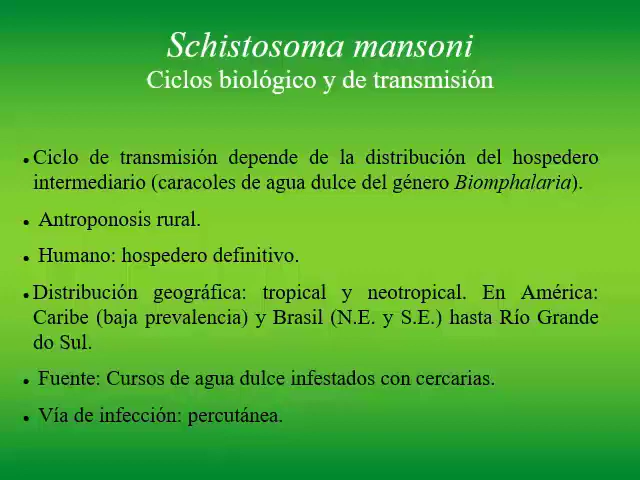 Schistosoma mansoni
Ciclos biológico y de transmisión
• Ciclo de transmisión depende de la distribución del hospedero
intermediario (caracoles de agua dulce del género Biomphalaria).
• Antroponosis rural.
• Humano: hospedero definitivo.
• Distribución geográfica: tropical y neotropical. En América:
Caribe (baja prevalencia) y Brasil (N.E. y S.E.) hasta Río Grande
do Sul.
• Fuente: Cursos de agua dulce infestados con cercarias.
• Vía de infección: percutánea.